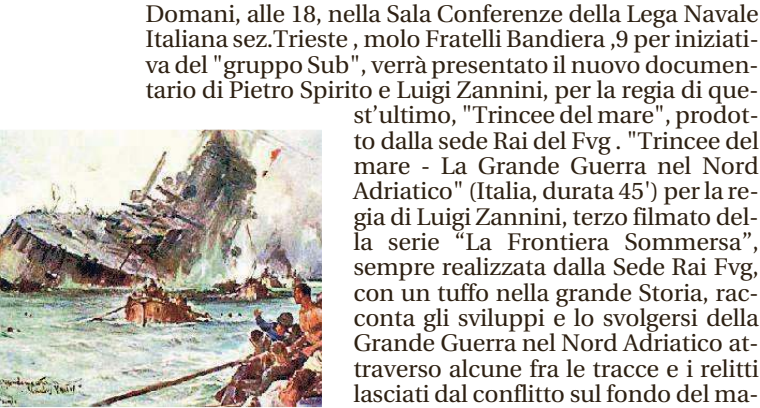 Domani, alle 18, nella Sala Conferenze della Lega Navale
Italiana sez.Trieste , molo Fratelli Bandiera ,9 per iniziati-
va del "gruppo Sub", verrà presentato il nuovo documen-
tario di Pietro Spirito e Luigi Zannini, per la regia di que-
st'ultimo, "Trincee del mare", prodot-
to dalla sede Rai del Fvg . "Trincee del
mare - La Grande Guerra nel Nord
Adriatico" (Italia, durata 45') per la re-
gia di Luigi Zannini, terzo filmato del-
la serie “La Frontiera Sommersa”,
sempre realizzata dalla Sede Rai Fvg,
con un tuffo nella grande Storia, rac-
conta gli sviluppi e lo svolgersi della
Grande Guerra nel Nord Adriatico at-
traverso alcune fra le tracce e i relitti
lasciati dal conflitto sul fondo del ma-